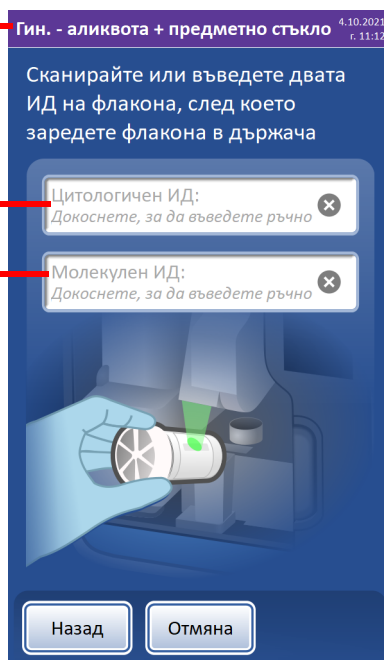 Гин. - аликвота + предметно стъкло
4.10.2021
г. 11:12
Сканирайте или въведете двата
ИД на флакона, след което
заредете флакона в държача
Цитологичен ИД:
Докоснете, за да въведете ръчно
Молекулен ИД:
Докоснете, за да въведете ръчно
Назад
Отмяна